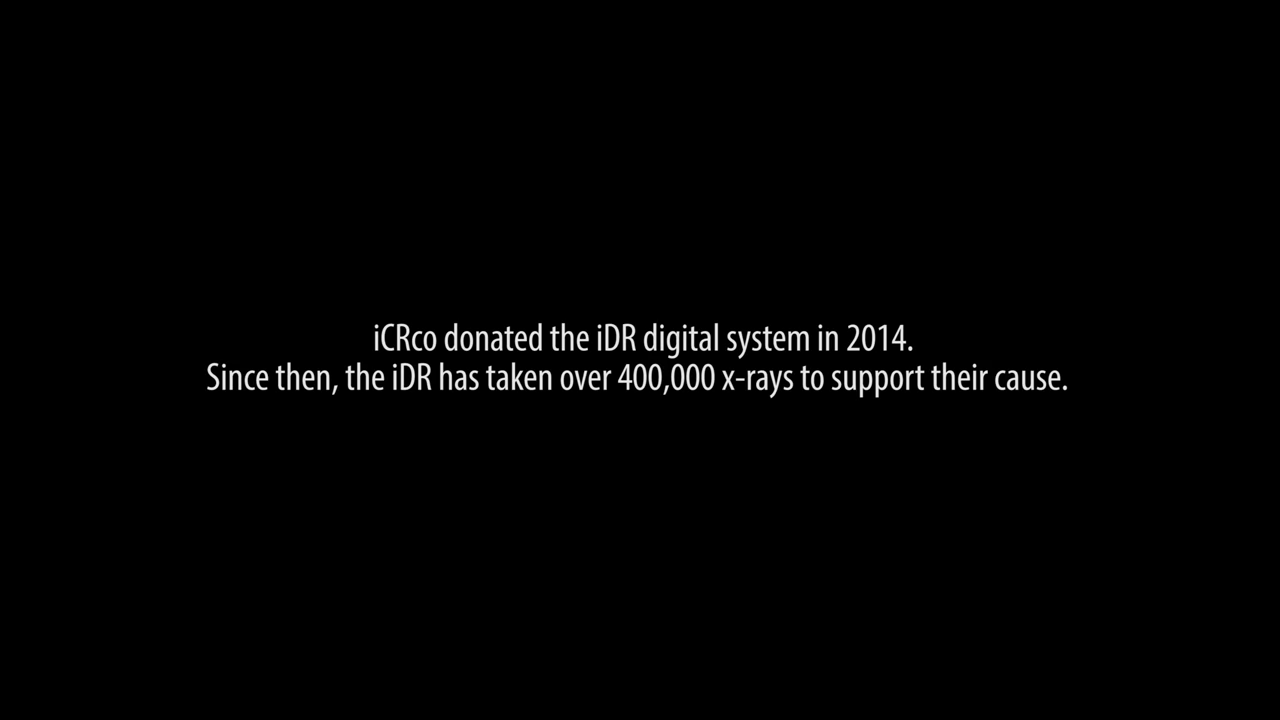 iCRco donated the iDR digital system in 2014.
Since then, the iDR has taken over 400,000 x-rays to support their cause.